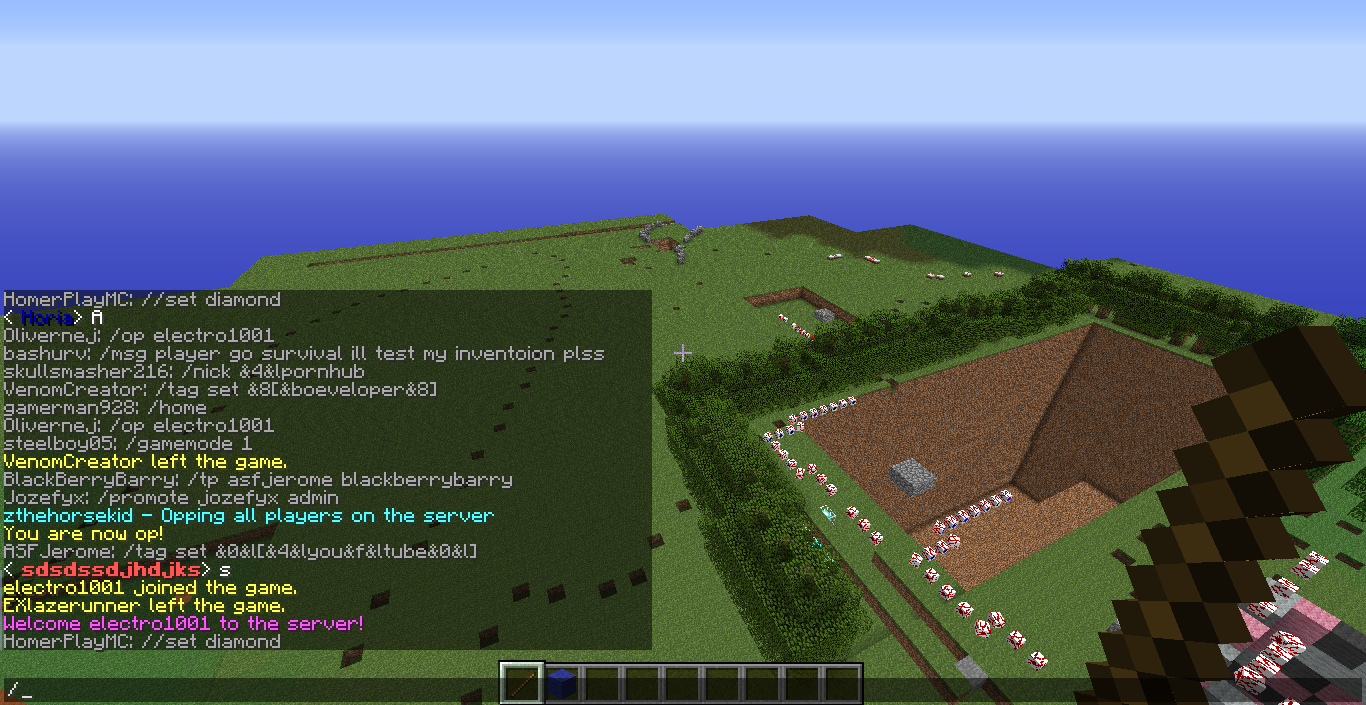 HomerPlayMC: //set diamond
< Horia> A
Olivernej: /op electro1001
bashurv: /msg player go survival ill test my inventoion plss
skullsmasher216: /nick &4&lpornhub
VenomCreator: /tag set &8[&boeveloper&8]
gamerman928: /home
Olivernej: /op electro1001
steelboy05: /gamemode 1
VenomCreator left the game.
BlackBerryBarry: /tp asfjerome blackberrybarry
Jozefyx: /promote jozefyx admin
zthehorsekid - Opping all players on the server
You are now op!
ASFJerome: /tag set &0&l[&4&lyou&f&ltube&0&l]
< sdsdssdjhdjks> s
electro1001 joined the game.
EXlazerunner left the game.
Welcome electro1001 to the server!
HomerPlayMC: //set diamond
/_